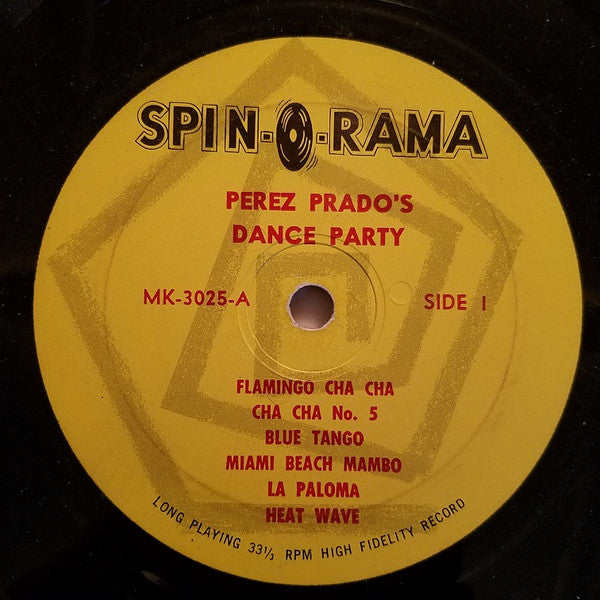 SPIN-O-RAMA
PEREZ PRADO'S
DANCE PARTY
MK-3025-A
SIDE 1
FLAMINGO CHA CHA
CHA CHA No. 5
BLUE TANGO
MIAMI BEACH MAMBO
LA PALOMA
HEAT WAVE
LONG PLAYING 33⅓ RPM HIGH FIDELITY RECORD